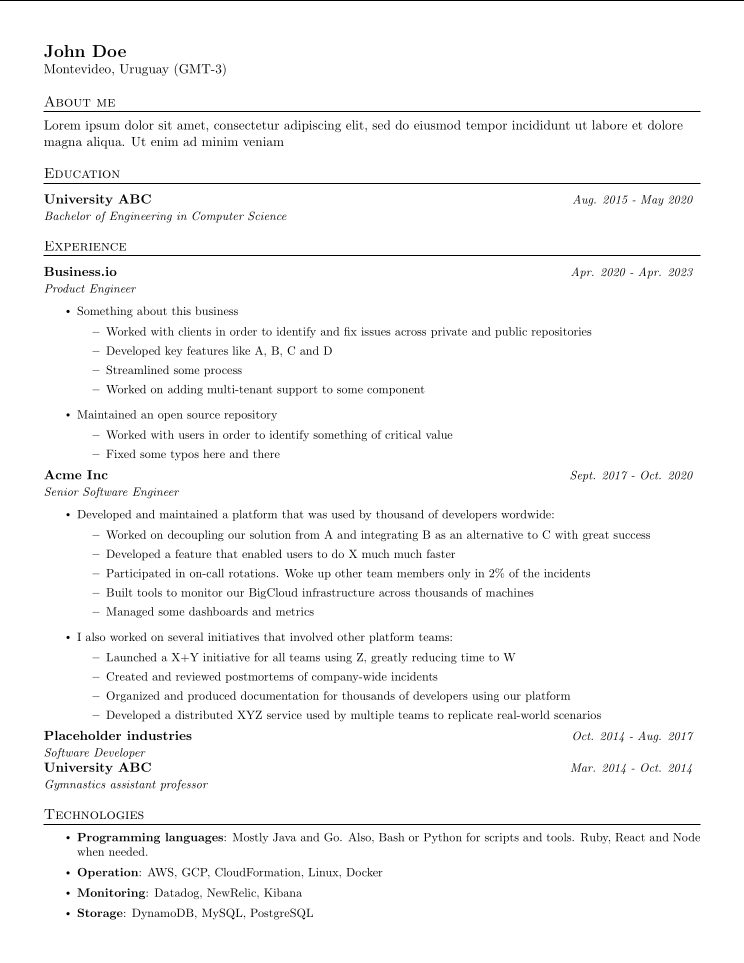 John Doe
Montevideo, Uruguay (GMT-3)
About me
Lorem ipsum dolor sit amet, consectetur adipiscing elit, sed do eiusmod tempor incididunt ut labore et dolore
magna aliqua. Ut enim ad minim veniam
Education
University ABC Aug. 2015 - May 2020
Bachelor of Engineering in Computer Science
Experience
Business.io Apr. 2020 - Apr. 2023
Product Engineer
• Something about this business
– Worked with clients in order to identify and fix issues across private and public repositories
– Developed key features like A, B, C and D
– Streamlined some process
– Worked on adding multi-tenant support to some component
• Maintained an open source repository
– Worked with users in order to identify something of critical value
– Fixed some typos here and there
Acme Inc Sept. 2017 - Oct. 2020
Senior Software Engineer
• Developed and maintained a platform that was used by thousand of developers wordwide:
– Worked on decoupling our solution from A and integrating B as an alternative to C with great success
– Developed a feature that enabled users to do X much much faster
– Participated in on-call rotations. Woke up other team members only in 2% of the incidents
– Built tools to monitor our BigCloud infrastructure across thousands of machines
– Managed some dashboards and metrics
• I also worked on several initiatives that involved other platform teams:
– Launched a X+Y initiative for all teams using Z, greatly reducing time to W
– Created and reviewed postmortems of company-wide incidents
– Organized and produced documentation for thousands of developers using our platform
– Developed a distributed XYZ service used by multiple teams to replicate real-world scenarios
Placeholder industries Oct. 2014 - Aug. 2017
Software Developer
University ABC Mar. 2014 - Oct. 2014
Gymnastics assistant professor
Technologies
• Programming languages: Mostly Java and Go. Also, Bash or Python for scripts and tools. Ruby, React and Node
when needed.
• Operation: AWS, GCP, CloudFormation, Linux, Docker
• Monitoring: Datadog, NewRelic, Kibana
• Storage: DynamoDB, MySQL, PostgreSQL